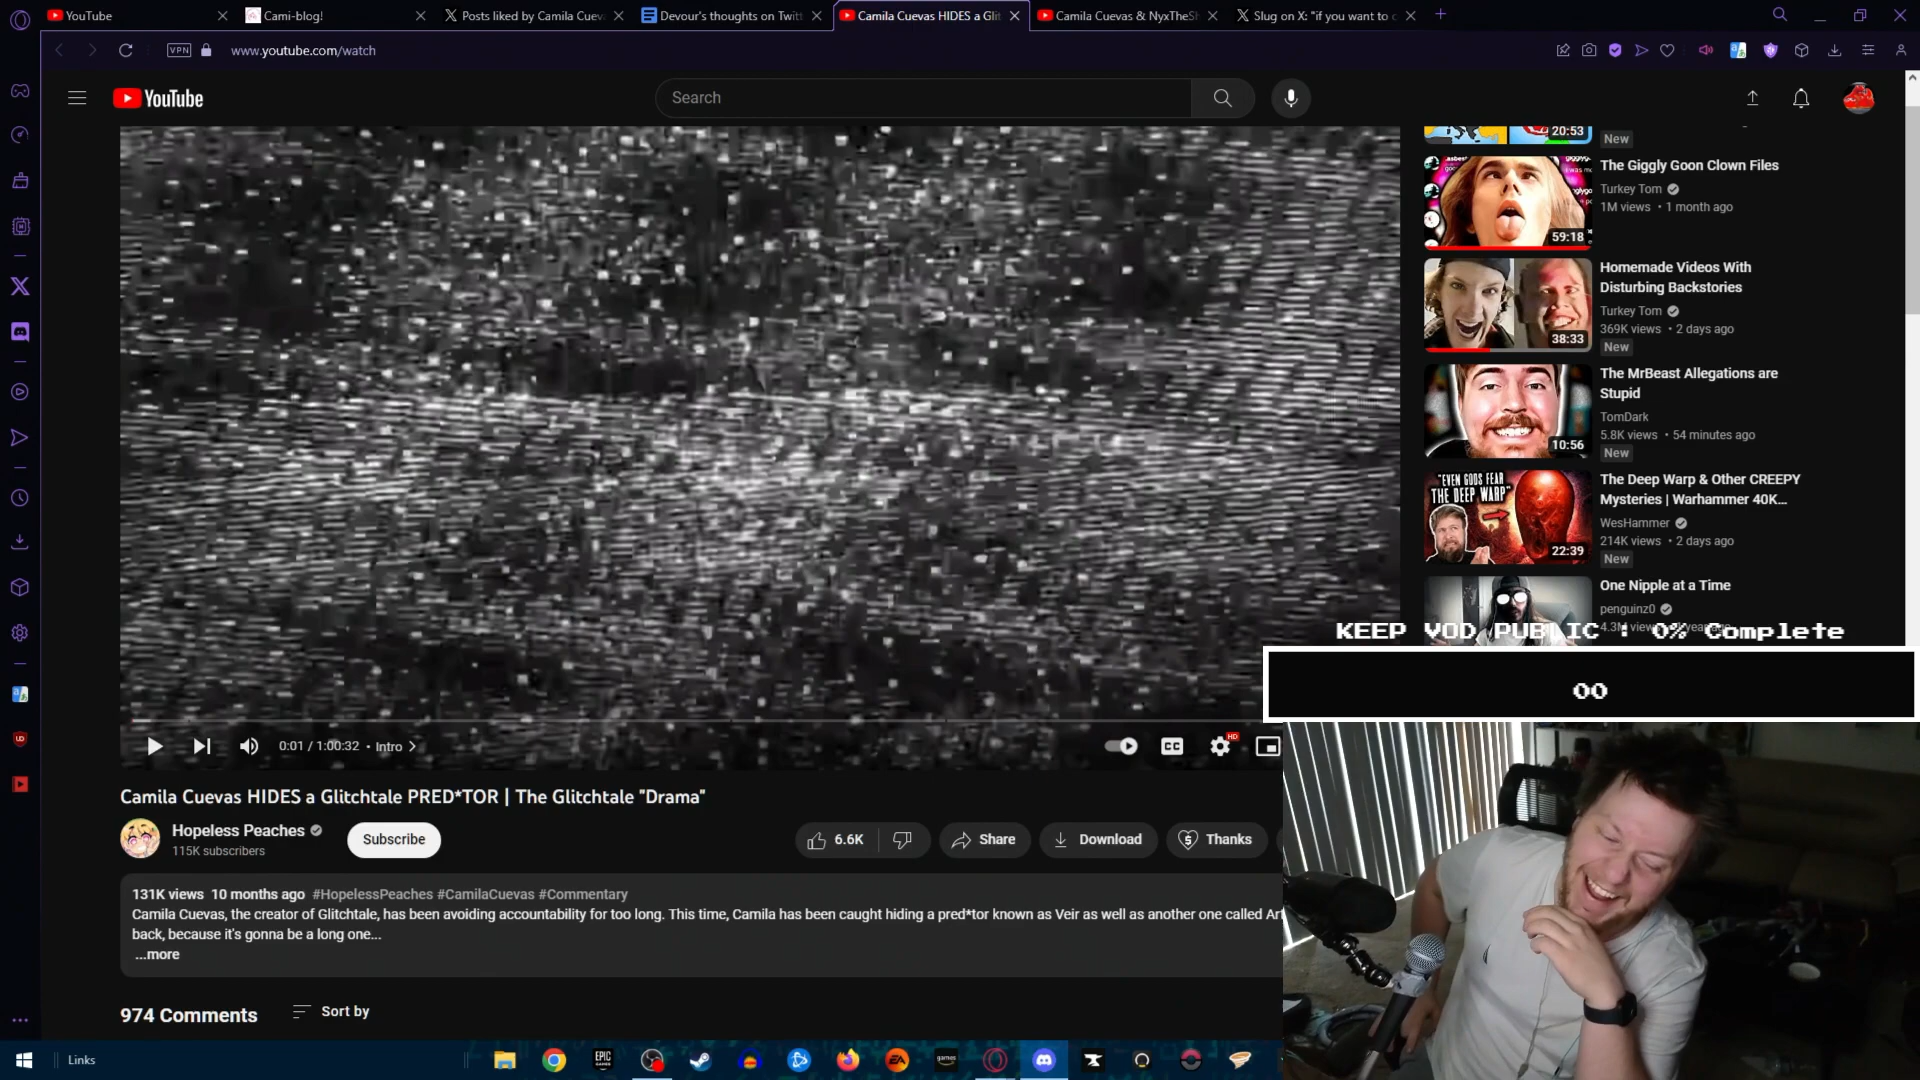 YouTube
Cami-blog!
Posts liked by Camila Cueva
Devour's thoughts on Twitt
Camila Cuevas HIDES a Glit
Camila Cuevas & NyxTheSh
Slug on X: "if you want to c
VPN
www.youtube.com/watch
YouTube
Search
20:53
New
The Giggly Goon Clown Files
Turkey Tom
1M views • 1 month ago
59:18
Homemade Videos With
Disturbing Backstories
Turkey Tom
369K views • 2 days ago
38:33
New
The MrBeast Allegations are
Stupid
TomDark
5.8K views • 54 minutes ago
10:56
New
"EVEN GODS FEAR
THE DEEP WARP"
The Deep Warp & Other CREEPY
Mysteries | Warhammer 40K...
WesHammer
214K views • 2 days ago
22:39
New
One Nipple at a Time
penguinz0
KEEP VOD PUBLIC : 0% Complete
00
0:01 / 1:00:32 • Intro
CC
HD
Camila Cuevas HIDES a Glitchtale PRED*TOR | The Glitchtale "Drama"
Hopeless Peaches
115K subscribers
Subscribe
6.6K
Share
Download
Thanks
131K views 10 months ago #HopelessPeaches #CamilaCuevas #Commentary
Camila Cuevas, the creator of Glitchtale, has been avoiding accountability for too long. This time, Camila has been caught hiding a pred*tor known as Veir as well as another one called Ar
back, because it's gonna be a long one...
...more
974 Comments
Sort by
Links
EPIC
GAMES
EA
games